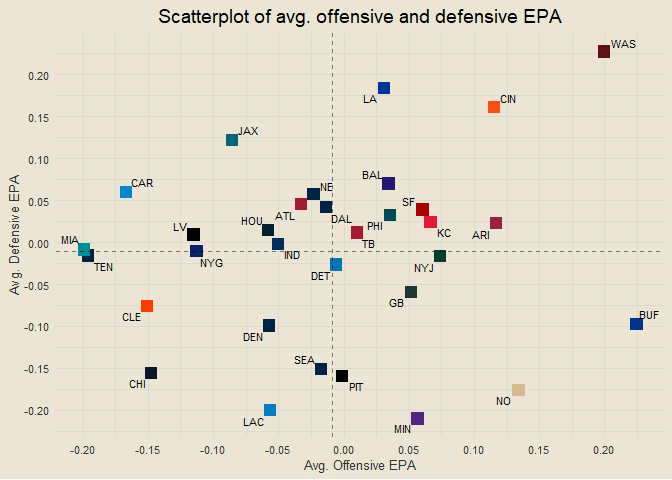 Scatterplot of avg. offensive and defensive EPA
WAS
LA
CIN
JAX
CAR
BAL
NE
SF
ATL
DAL
PHI
KC
ARI
LV
HOU
TB
MIA
TEN
NYG
IND
DET
NYJ
GB
CLE
BUF
DEN
SEA
CHI
PIT
NO
LAC
MIN
0.20
0.15
0.10
0.05
0.00
-0.05
-0.10
-0.15
-0.20
Avg. Defensive EPA
-0.20 -0.15 -0.10 -0.05 0.00 0.05 0.10 0.15 0.20
Avg. Offensive EPA